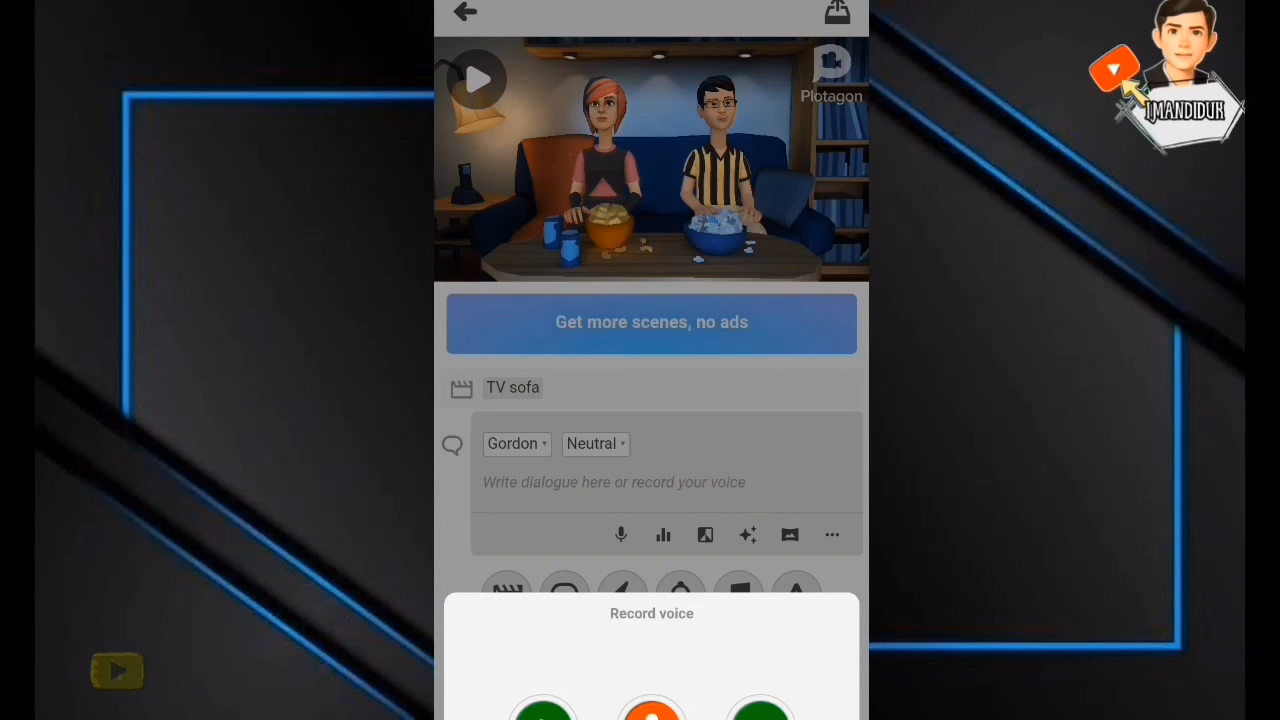 IJMANDIDUK
Plotagon
Get more scenes, no ads
TV sofa
Gordon
Neutral
Write dialogue here or record your voice
Record voice